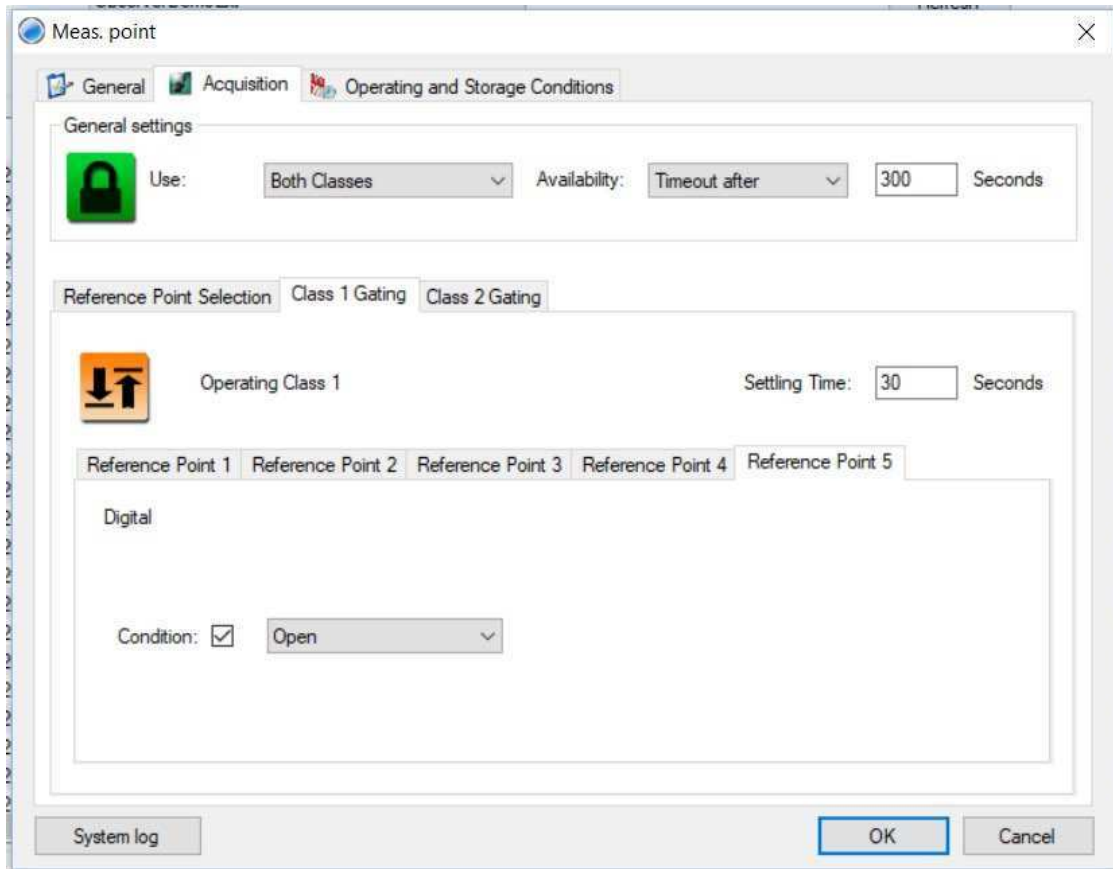 Meas. point
General Acquisition Operating and Storage Conditions
General settings
Use: Both Classes Availability: Timeout after 300 Seconds
Reference Point Selection Class 1 Gating Class 2 Gating
Operating Class 1 Settling Time: 30 Seconds
Reference Point 1 Reference Point 2 Reference Point 3 Reference Point 4 Reference Point 5
Digital
Condition: Open
System log OK Cancel